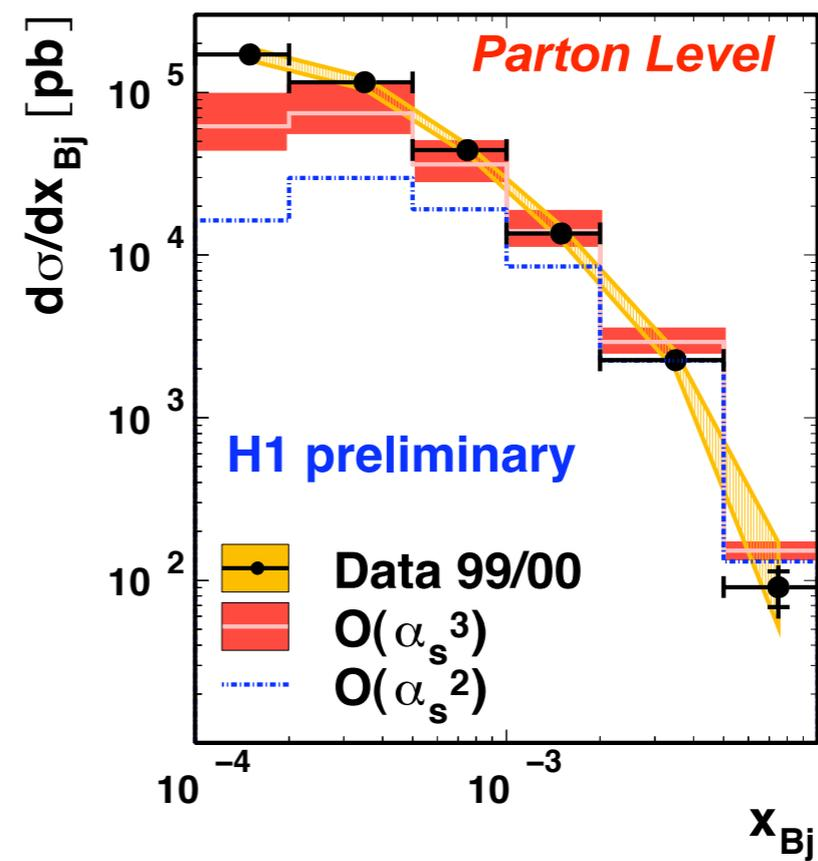 dσ/dx_Bj [pb]
Parton Level
10^5
10^4
10^3
10^2
H1 preliminary
Data 99/00
O(α_s^3)
O(α_s^2)
10^−4
10^−3
x_Bj